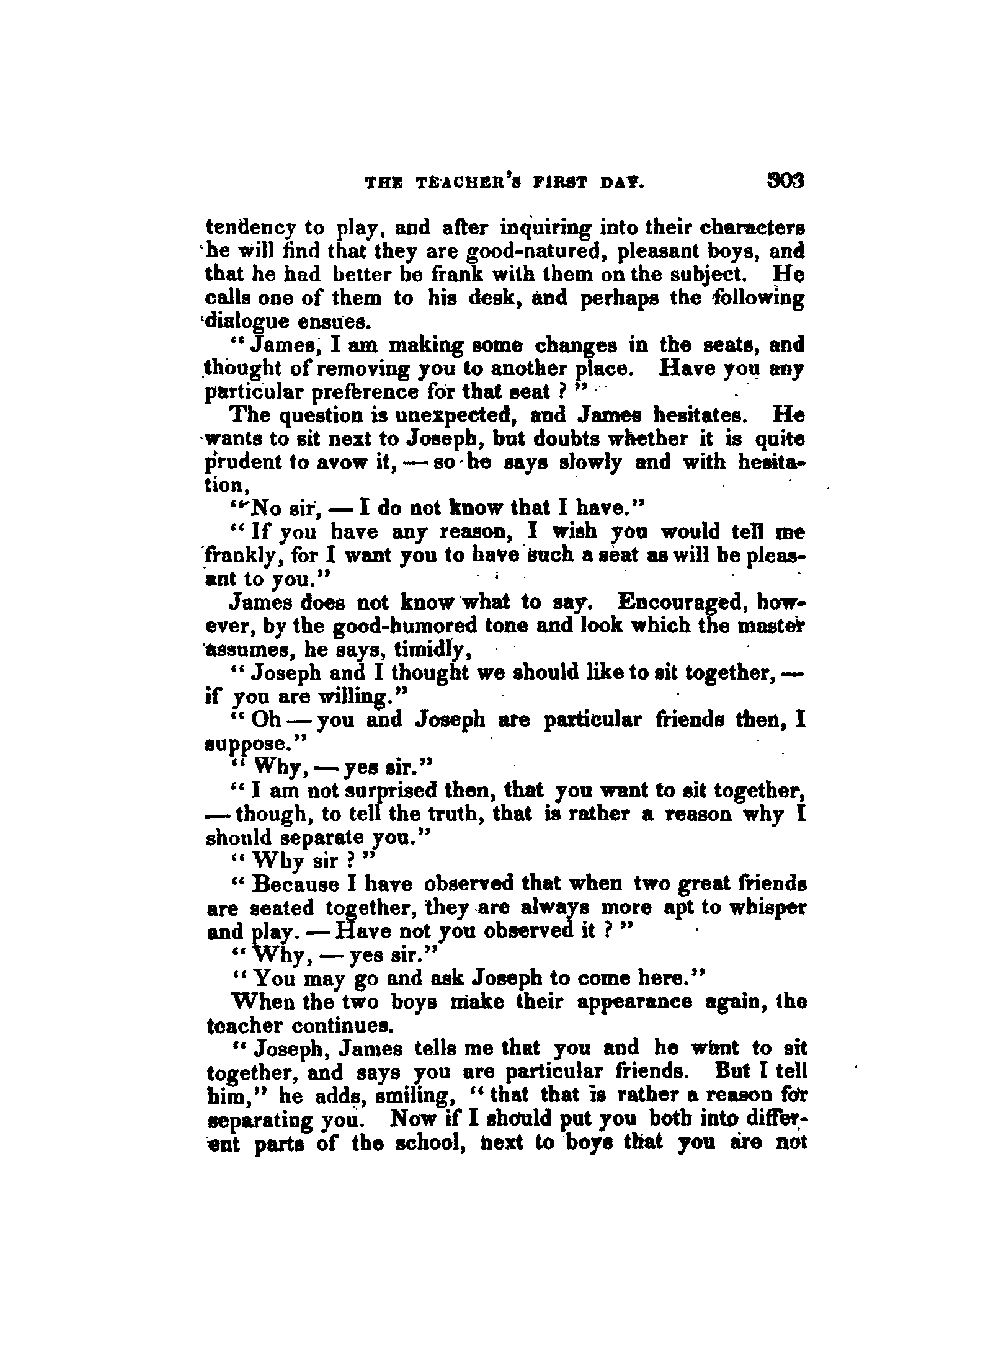 THE TEACHER'S FIRST DAY. 303
tendency to play, and after inquiring into their characters
he will find that they are good-natured, pleasant boys, and
that he had better be frank with them on the subject. He
calls one of them to his desk, and perhaps the following
dialogue ensues.
“James, I am making some changes in the seats, and
thought of removing you to another place. Have you any
particular preference for that seat ?”
The question is unexpected, and James hesitates. He
wants to sit next to Joseph, but doubts whether it is quite
prudent to avow it, — so he says slowly and with hesita-
tion,
“No sir, — I do not know that I have.”
“If you have any reason, I wish you would tell me
frankly, for I want you to have such a seat as will be pleas-
ant to you.”
James does not know what to say. Encouraged, how-
ever, by the good-humored tone and look which the master
assumes, he says, timidly,
“Joseph and I thought we should like to sit together, —
if you are willing.”
“Oh — you and Joseph are particular friends then, I
suppose.”
“Why, — yes sir.”
“I am not surprised then, that you want to sit together,
— though, to tell the truth, that is rather a reason why I
should separate you.”
“Why sir ?”
“Because I have observed that when two great friends
are seated together, they are always more apt to whisper
and play. — Have not you observed it ?”
“Why, — yes sir.”
“You may go and ask Joseph to come here.”
When the two boys make their appearance again, the
teacher continues.
“Joseph, James tells me that you and he want to sit
together, and says you are particular friends. But I tell
him,” he adds, smiling, “that that is rather a reason for
separating you. Now if I should put you both into differ-
ent parts of the school, next to boys that you are not